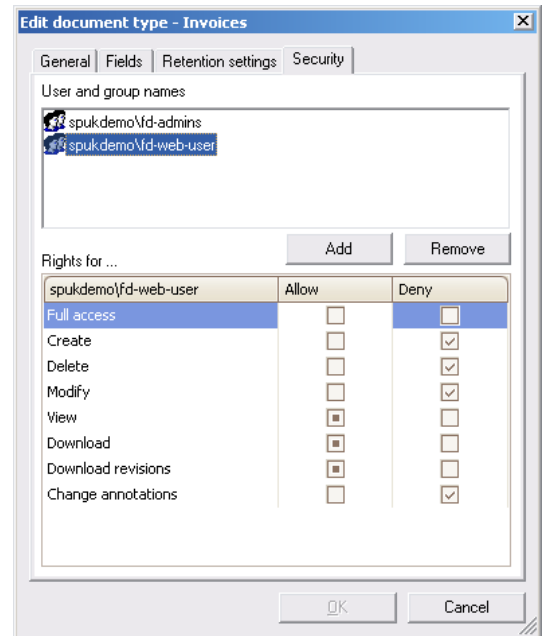 Edit document type - Invoices
General Fields Retention settings Security
User and group names
spukdemo\fd-admins
spukdemo\fd-web-user
Add Remove
Rights for ...
spukdemo\fd-web-user Allow Deny
Full access
Create
Delete
Modify
View
Download
Download revisions
Change annotations
OK Cancel